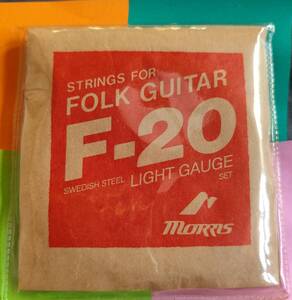 STRINGS FOR
FOLK GUITAR
F-20
SWEDISH STEEL LIGHT GAUGE SET
MORRIS